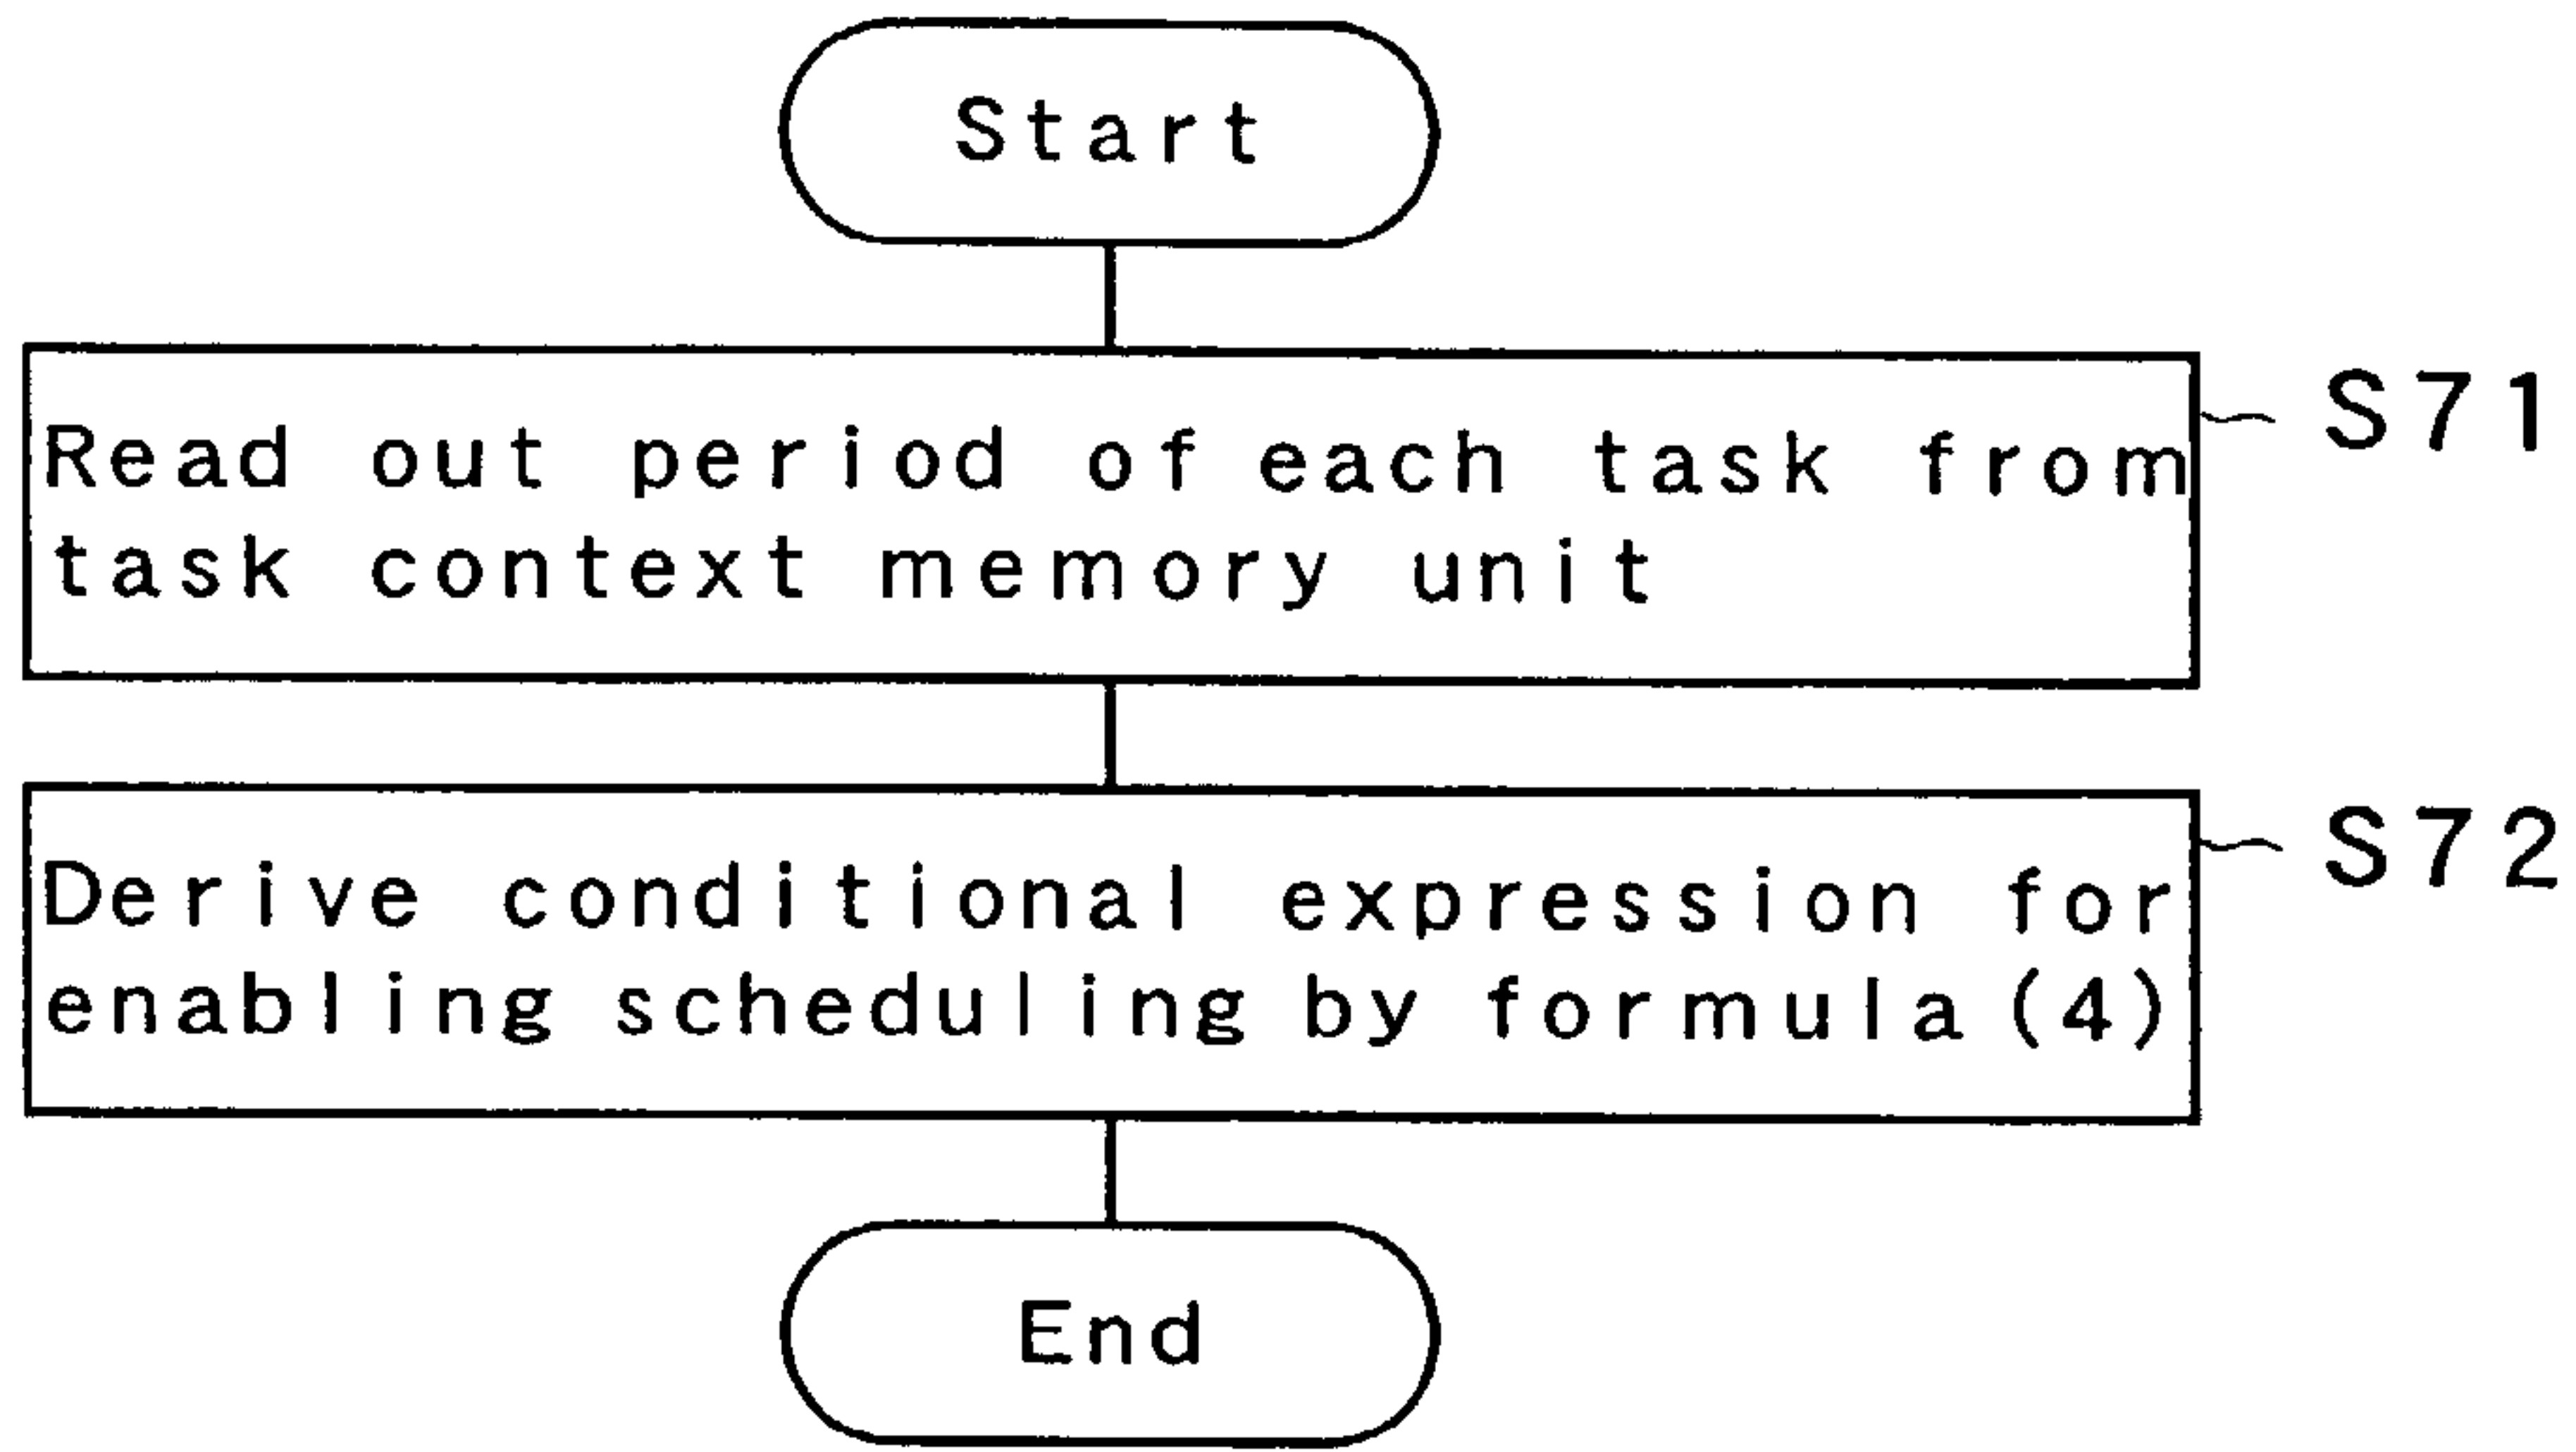 Start
Read out period of each task from
task context memory unit
S71
Derive conditional expression for
enabling scheduling by formula(4)
S72
End